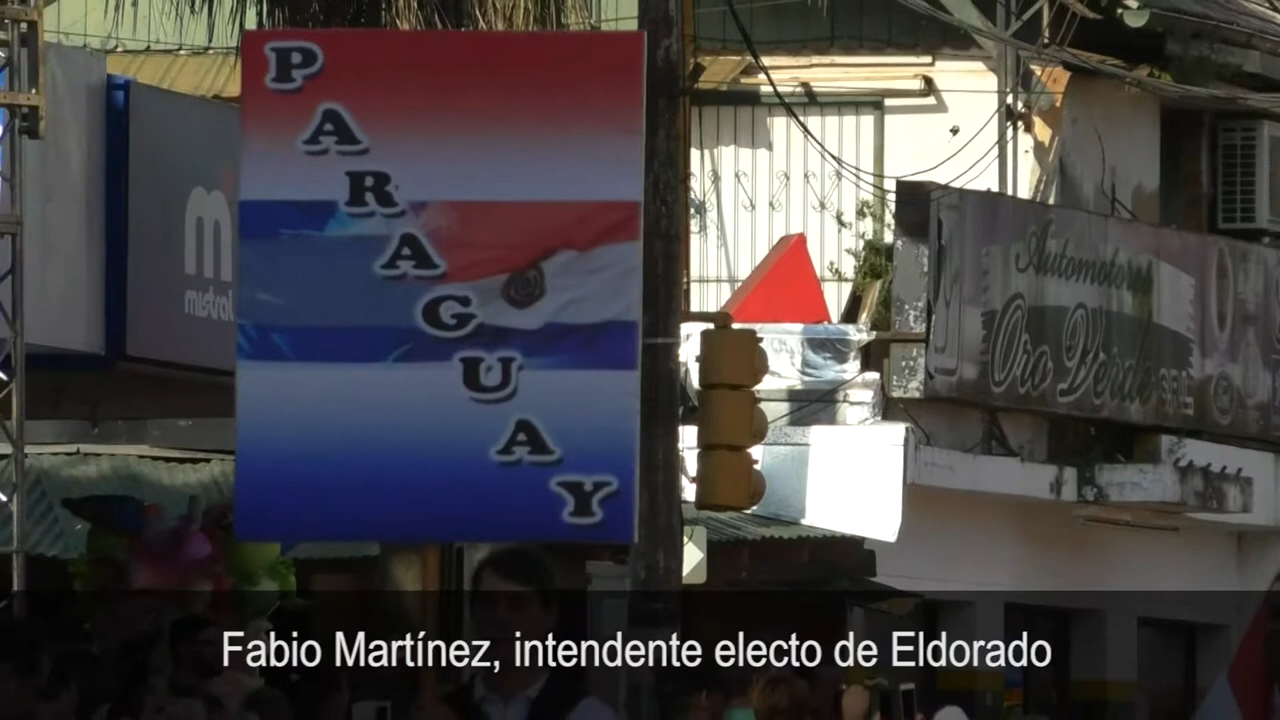 PARAGUAY
m
mistral
Automotores
Oro Verde S.R.L
Fabio Martínez, intendente electo de Eldorado